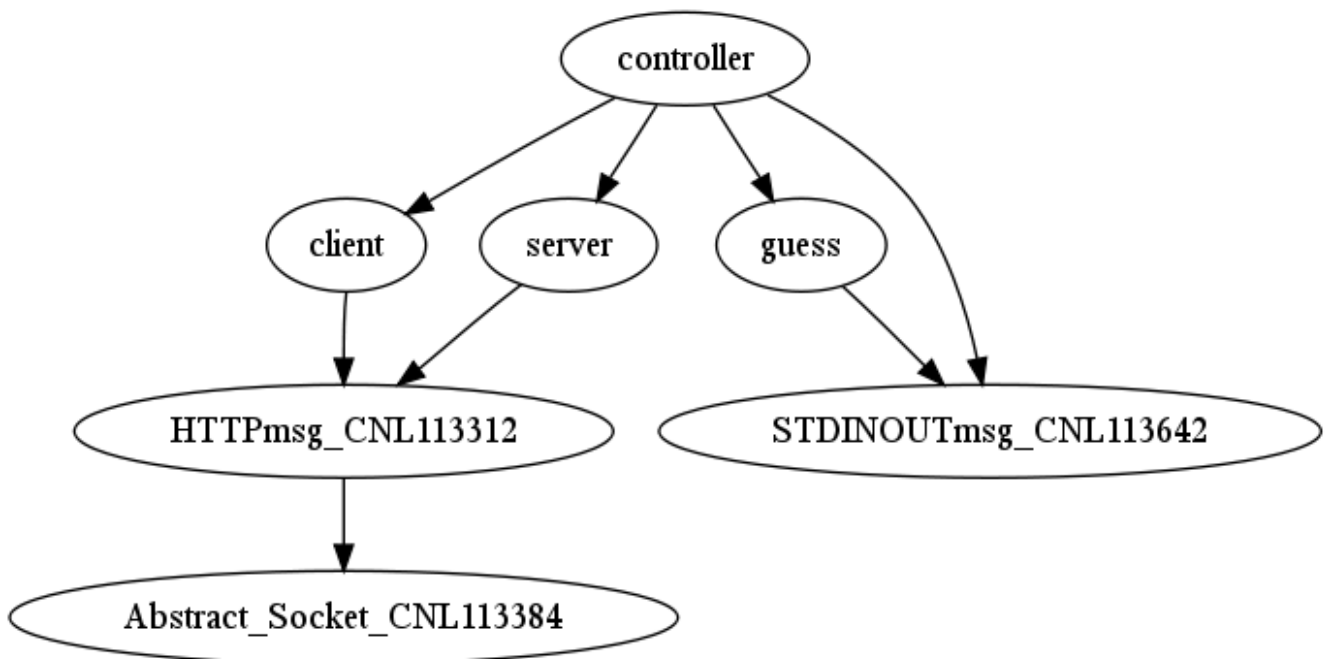 controller
client
server
guess
HTTPmsg_CNL113312
STDINOUTmsg_CNL113642
Abstract_Socket_CNL113384